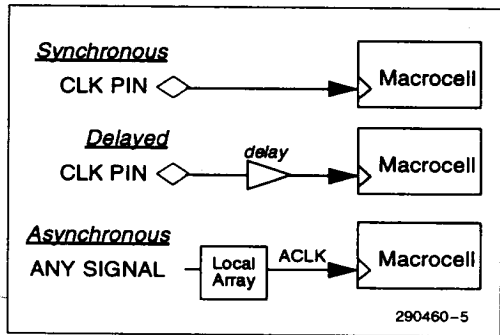 Synchronous
CLK PIN
Macrocell
Delayed
CLK PIN
delay
Macrocell
Asynchronous
ANY SIGNAL
Local
Array
ACLK
Macrocell
290460-5